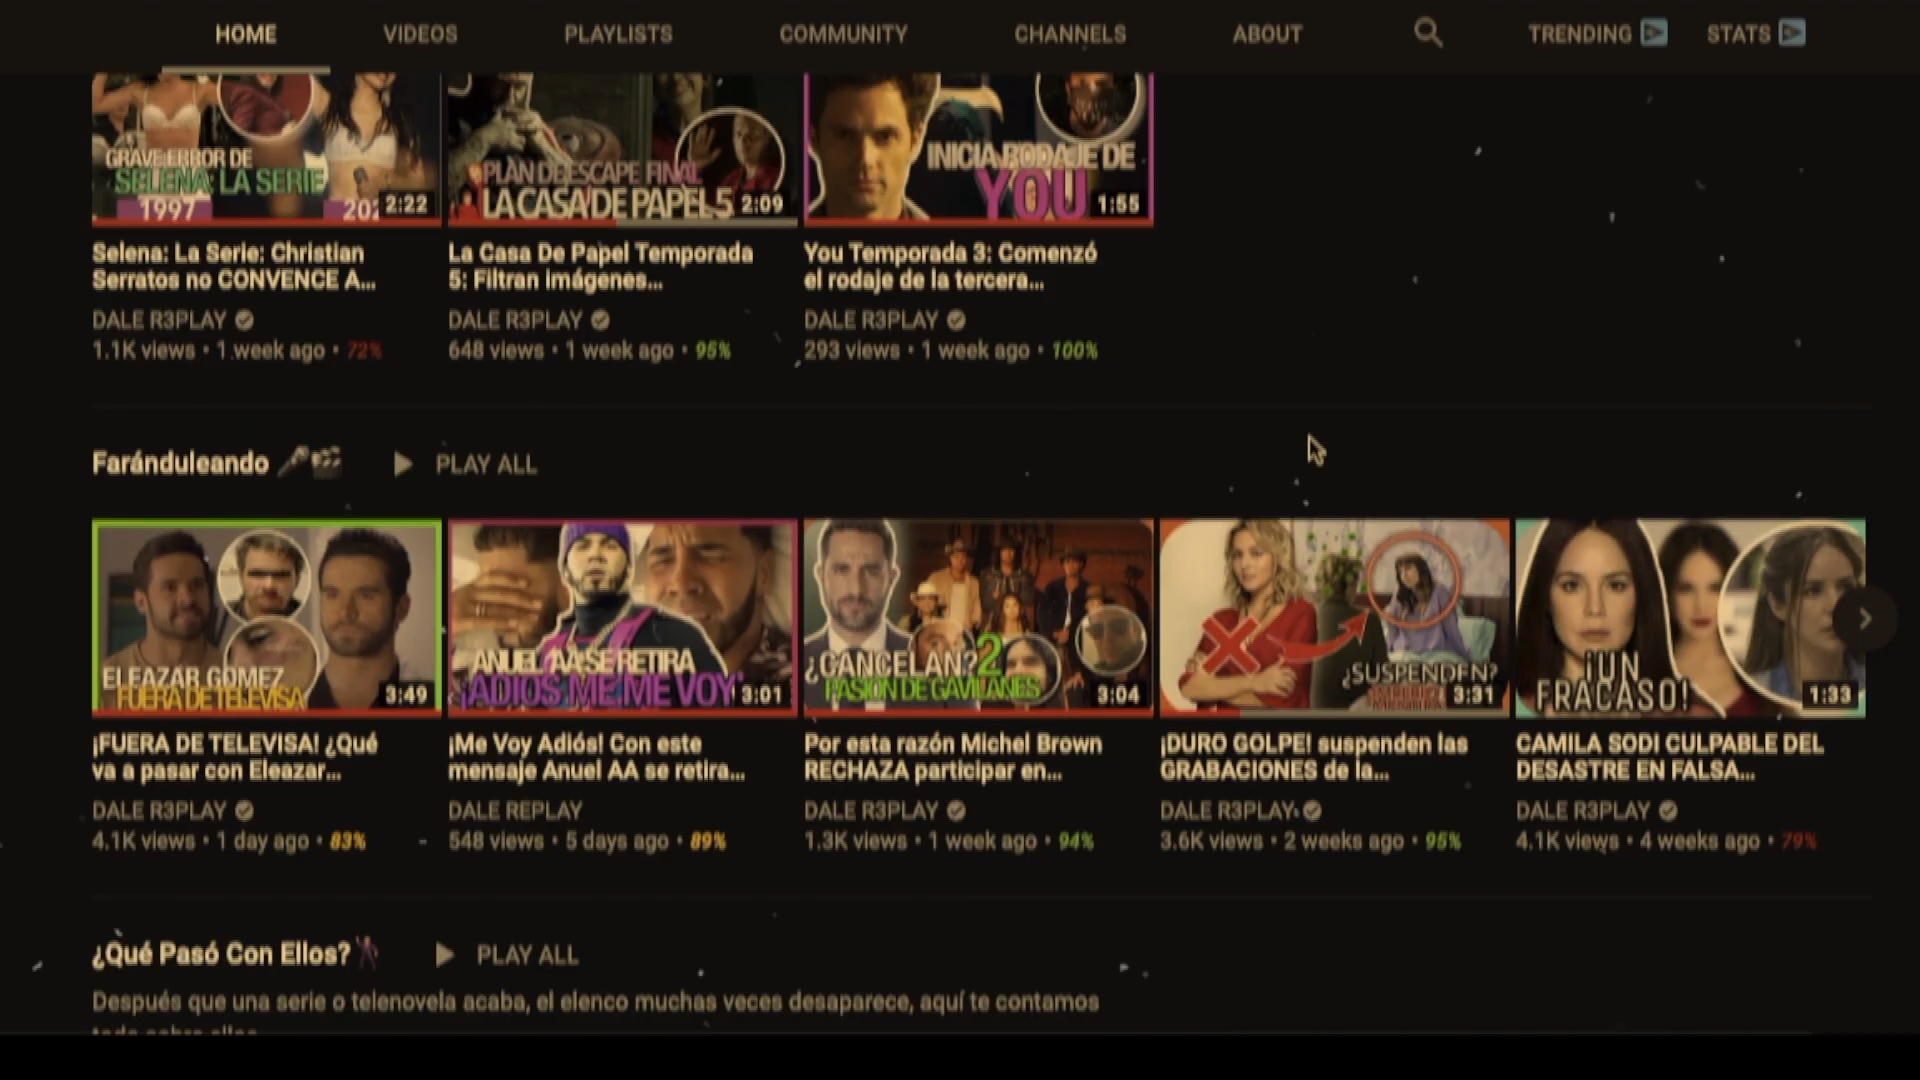 HOME VIDEOS PLAYLISTS COMMUNITY CHANNELS ABOUT TRENDING STATS
GRAVE ERROR DE
SELENA: LA SERIE
1997
2:22
PLAN DE ESCAPE FINAL
LA CASA DE PAPEL 5
2:09
INICIA RODAJE DE
YOU
1:55
Selena: La Serie: Christian
Serratos no CONVENCE A...
DALE R3PLAY
1.1K views • 1 week ago • 72%
La Casa De Papel Temporada
5: Filtran imágenes...
DALE R3PLAY
648 views • 1 week ago • 95%
You Temporada 3: Comenzó
el rodaje de la tercera...
DALE R3PLAY
293 views • 1 week ago • 100%
Faránduleando PLAY ALL
ELEAZAR GOMEZ
FUERA DE TELEVISA
3:49
ANUEL AA SE RETIRA
¡ADIOS ME ME VOY
3:01
¿CANCELAN? 2
PASION DE GAVILANES
3:04
¿SUSPENDEN?
3:31
¡UN
FRACASO!
1:33
¡FUERA DE TELEVISA! ¿Qué
va a pasar con Eleazar...
DALE R3PLAY
4.1K views • 1 day ago • 83%
¡Me Voy Adiós! Con este
mensaje Anuel AA se retira...
DALE REPLAY
548 views • 5 days ago • 89%
Por esta razón Michel Brown
RECHAZA participar en...
DALE R3PLAY
1.3K views • 1 week ago • 94%
¡DURO GOLPE! suspenden las
GRABACIONES de la...
DALE R3PLAY
3.6K views • 2 weeks ago • 95%
CAMILA SODI CULPABLE DEL
DESASTRE EN FALSA...
DALE R3PLAY
4.1K views • 4 weeks ago • 79%
¿Qué Pasó Con Ellos? PLAY ALL
Después que una serie o telenovela acaba, el elenco muchas veces desaparece, aquí te contamos